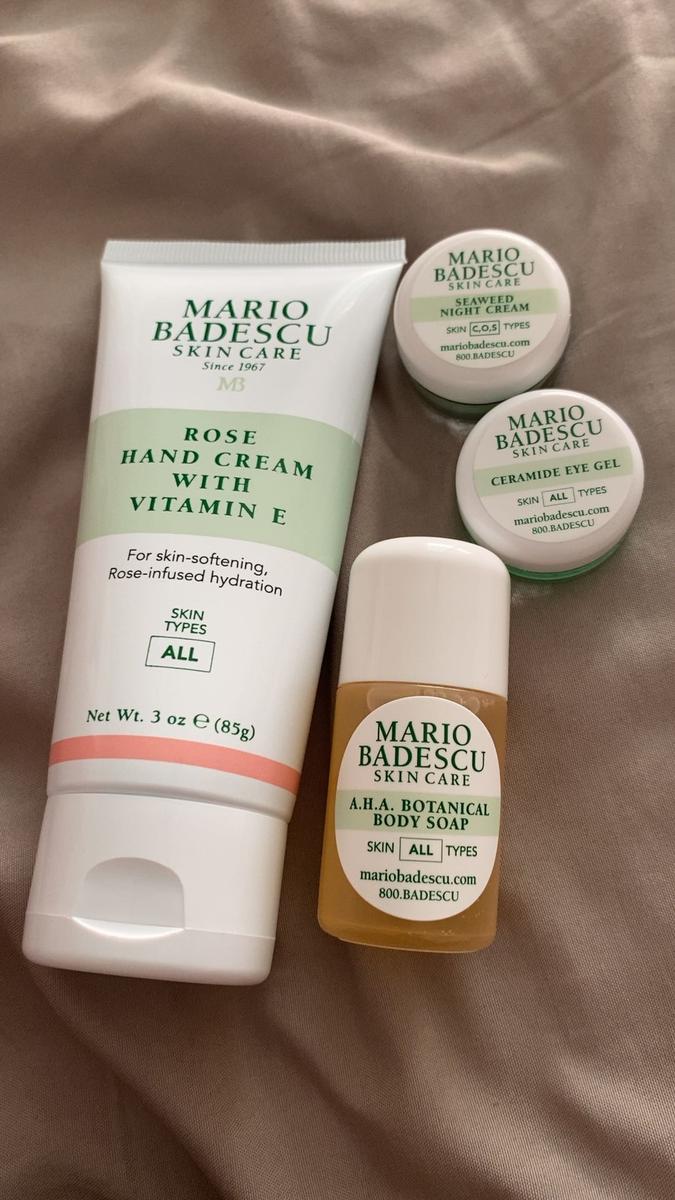 MARIO
BADESCU
SKIN CARE
Since 1967
MB
ROSE
HAND CREAM
WITH
VITAMIN E
For skin-softening,
Rose-infused hydration
SKIN
TYPES
ALL
Net Wt. 3 oz ℮ (85g)
MARIO
BADESCU
SKIN CARE
SEAWEED
NIGHT CREAM
SKIN C,O,S TYPES
mariobadescu.com
800.BADESCU
MARIO
BADESCU
SKIN CARE
CERAMIDE EYE GEL
SKIN ALL TYPES
mariobadescu.com
800.BADESCU
MARIO
BADESCU
SKIN CARE
A.H.A. BOTANICAL
BODY SOAP
SKIN ALL TYPES
mariobadescu.com
800.BADESCU